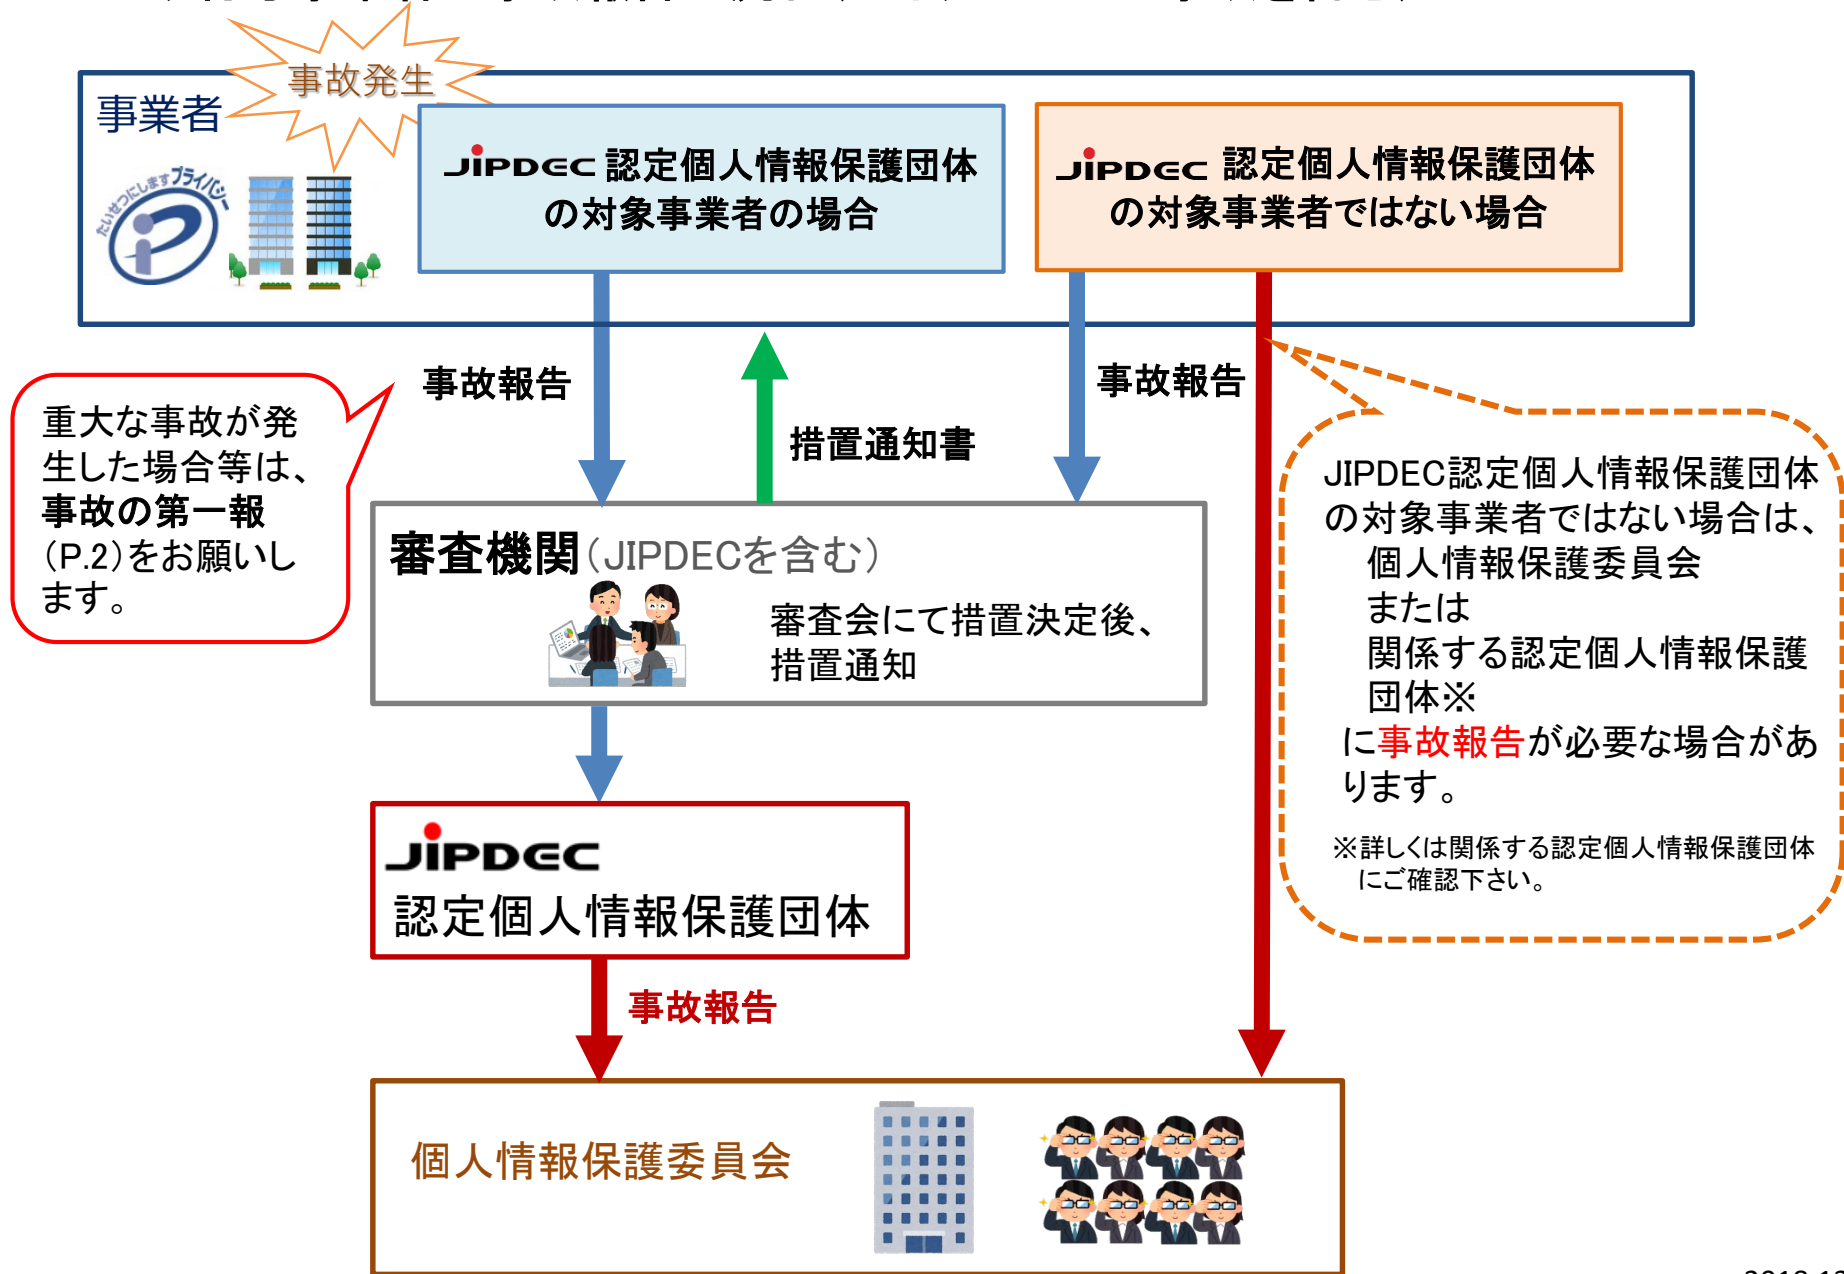 事故発生
事業者
たいせつにしますプライバシー
JIPDEC 認定個人情報保護団体
の対象事業者の場合
JIPDEC 認定個人情報保護団体
の対象事業者ではない場合
事故報告
措置通知書
事故報告
重大な事故が発
生した場合等は、
事故の第一報
(P.2)をお願いし
ます。
審査機関(JIPDECを含む)
審査会にて措置決定後、
措置通知
JIPDEC認定個人情報保護団体
の対象事業者ではない場合は、
個人情報保護委員会
または
関係する認定個人情報保護
団体※
に事故報告が必要な場合があ
ります。
※詳しくは関係する認定個人情報保護団体
にご確認下さい。
JIPDEC
認定個人情報保護団体
事故報告
個人情報保護委員会